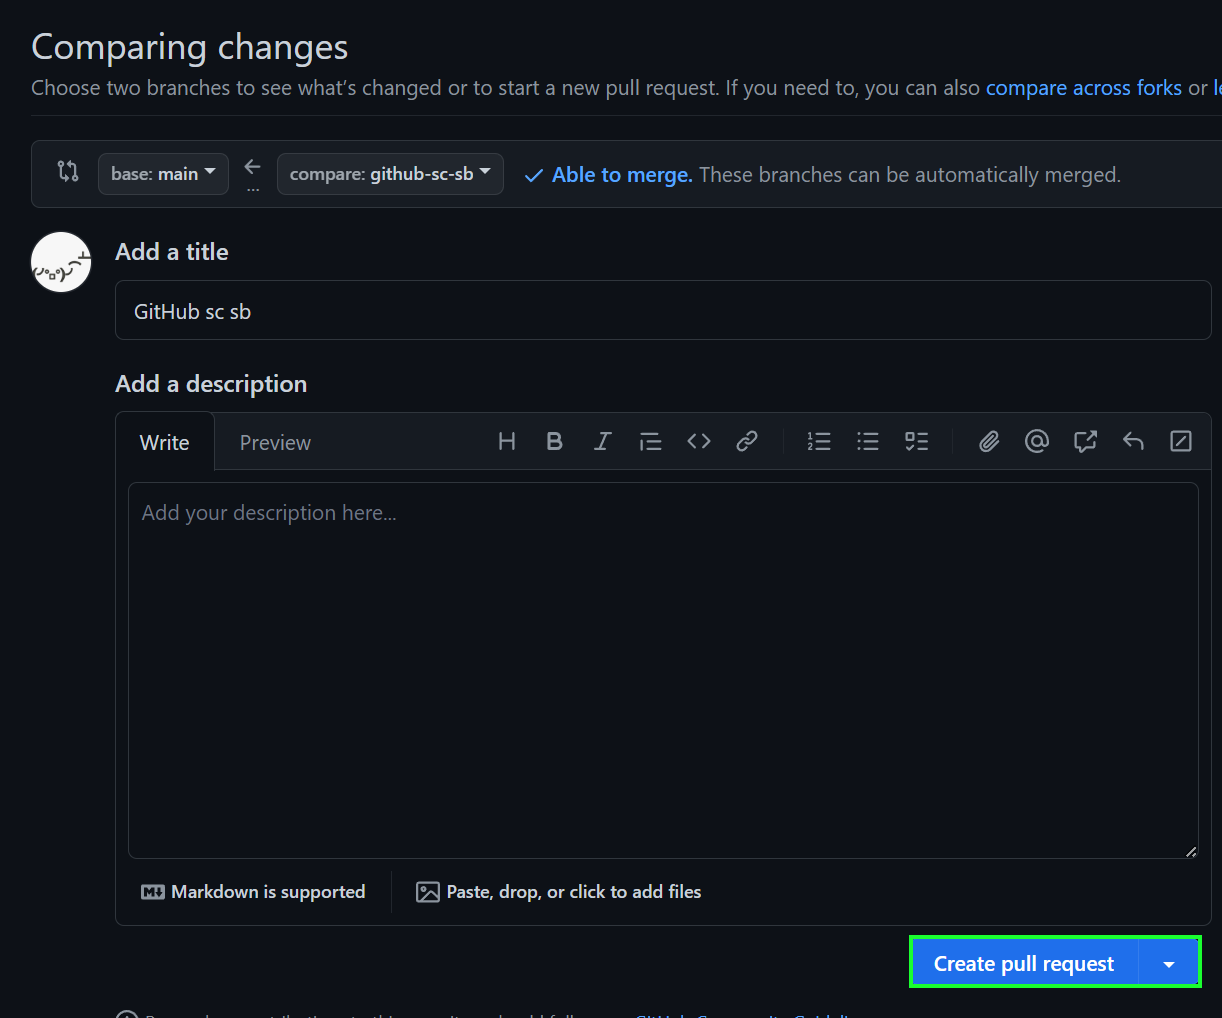 Comparing changes
Choose two branches to see what's changed or to start a new pull request. If you need to, you can also compare across forks or
base: main
...
compare: github-sc-sb
Able to merge. These branches can be automatically merged.
Add a title
GitHub sc sb
Add a description
Write
Preview
Add your description here...
Markdown is supported
Paste, drop, or click to add files
Create pull request